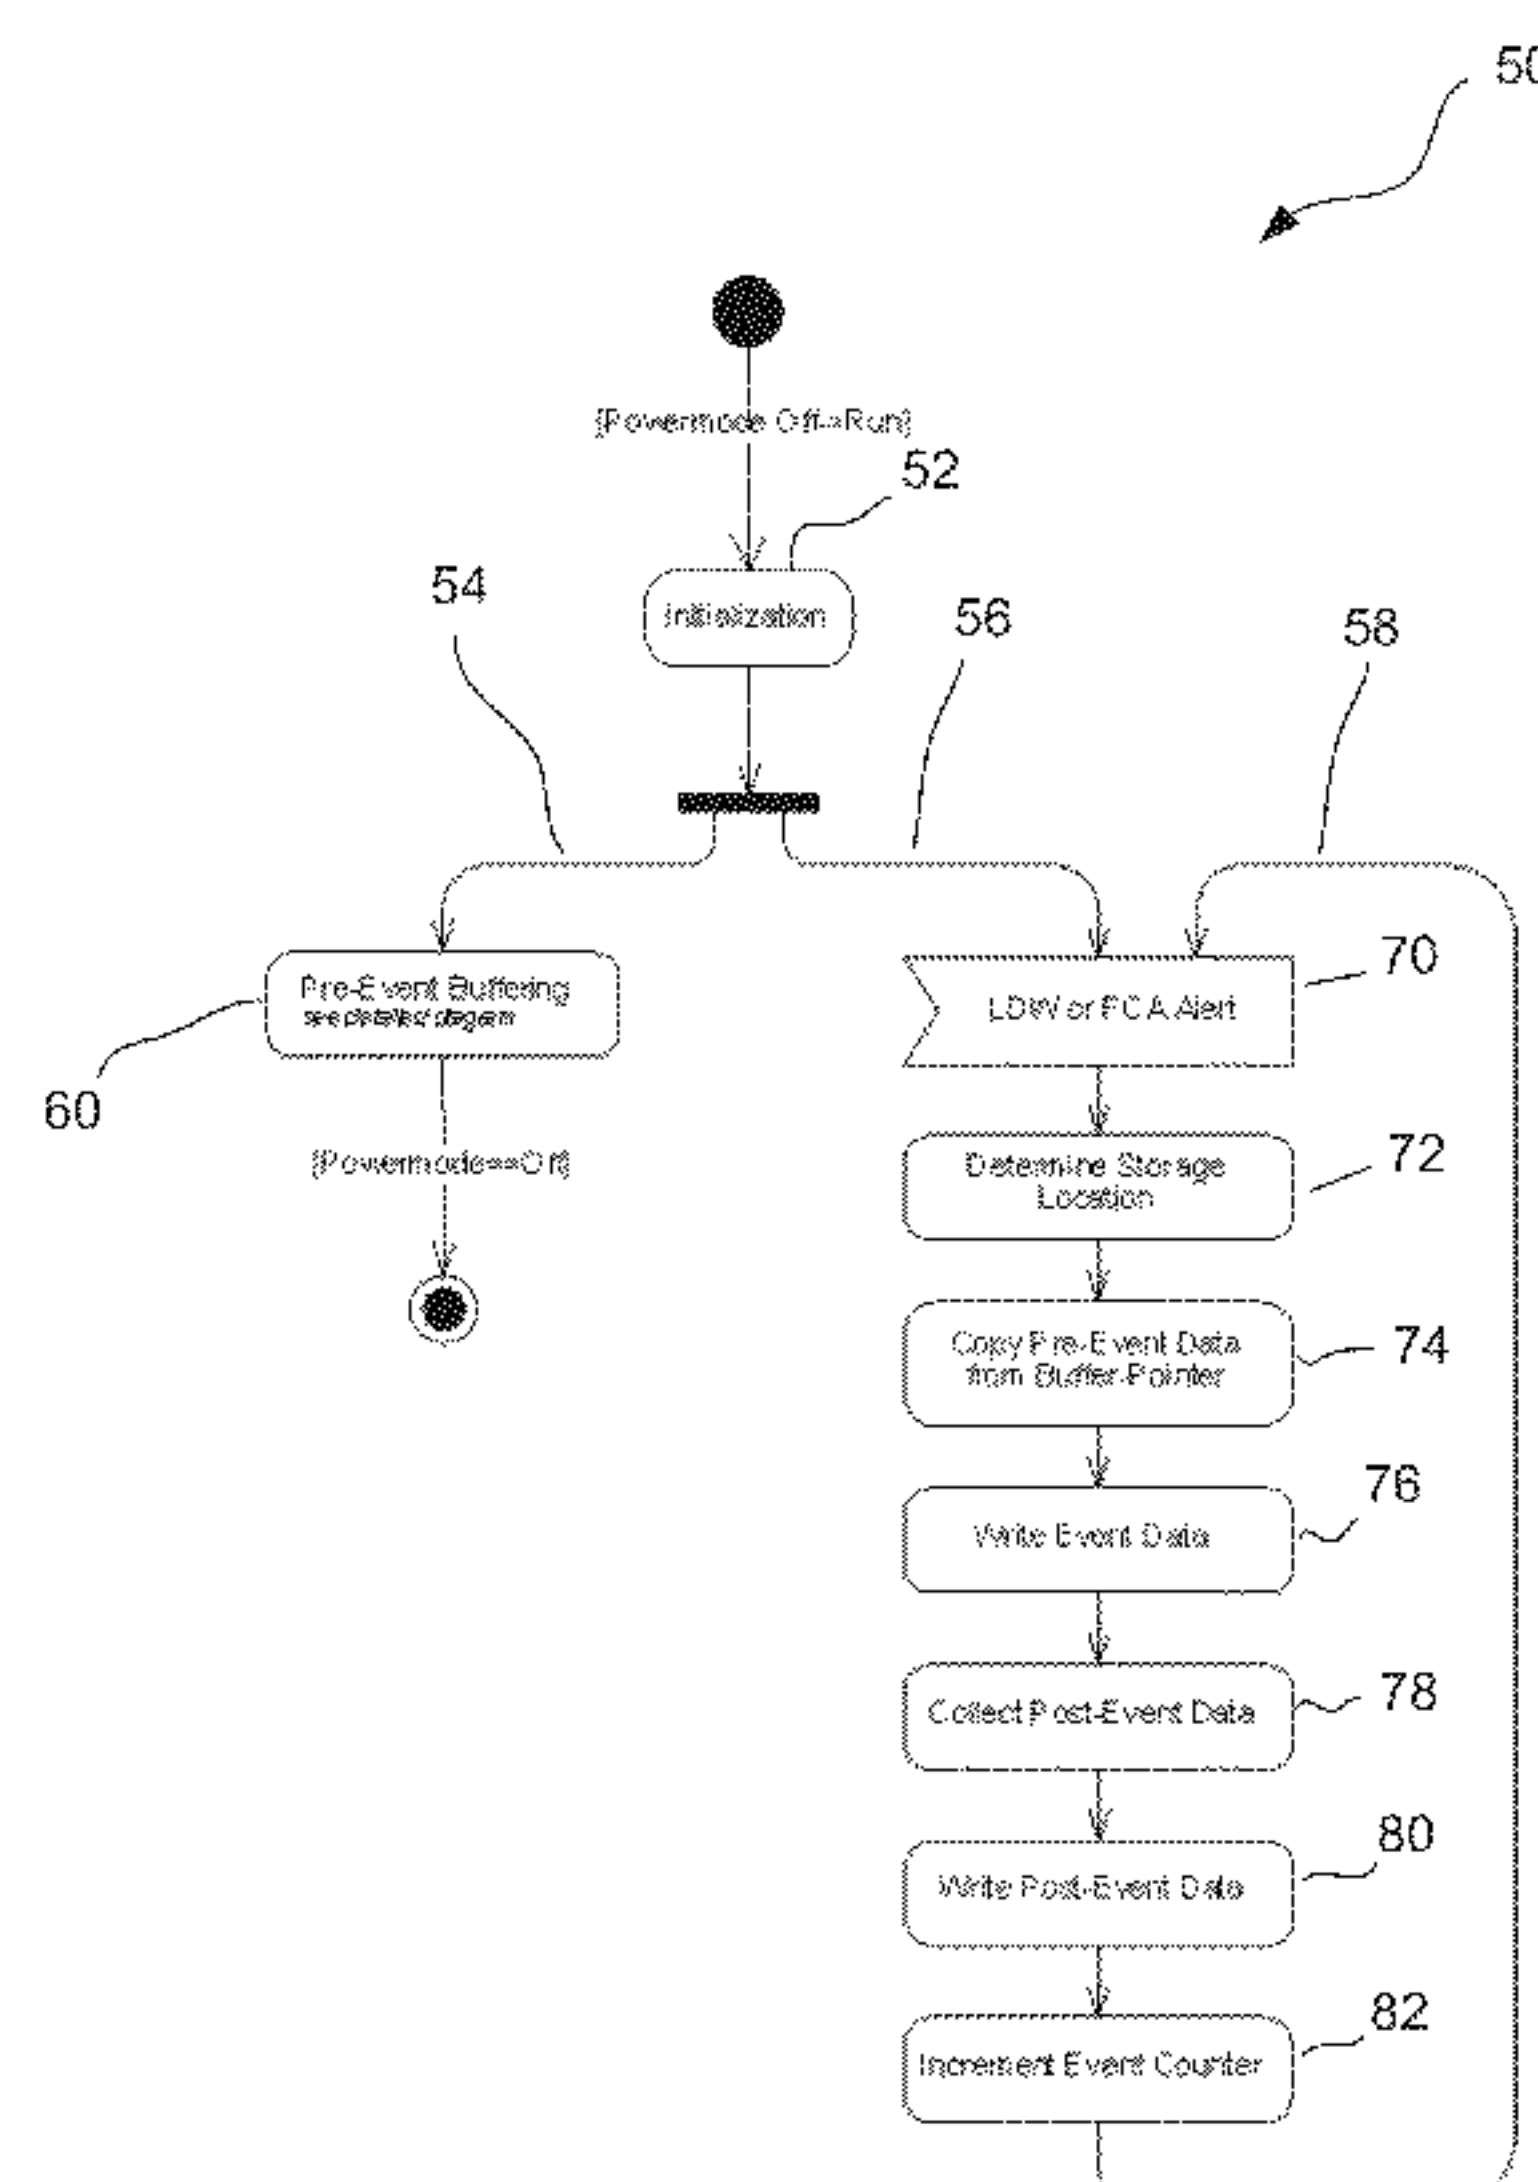 50
[Powermode Off->Run]
52
Initialization
54
56
58
Pre-Event Buffering
see detailed diagram
60
[Powermode==Off]
LDW or FCA Alert
70
Determine Storage
Location
72
Copy Pre-Event Data
from Buffer-Pointer
74
Write Event Data
76
Collect Post-Event Data
78
Write Post-Event Data
80
Increment Event Counter
82